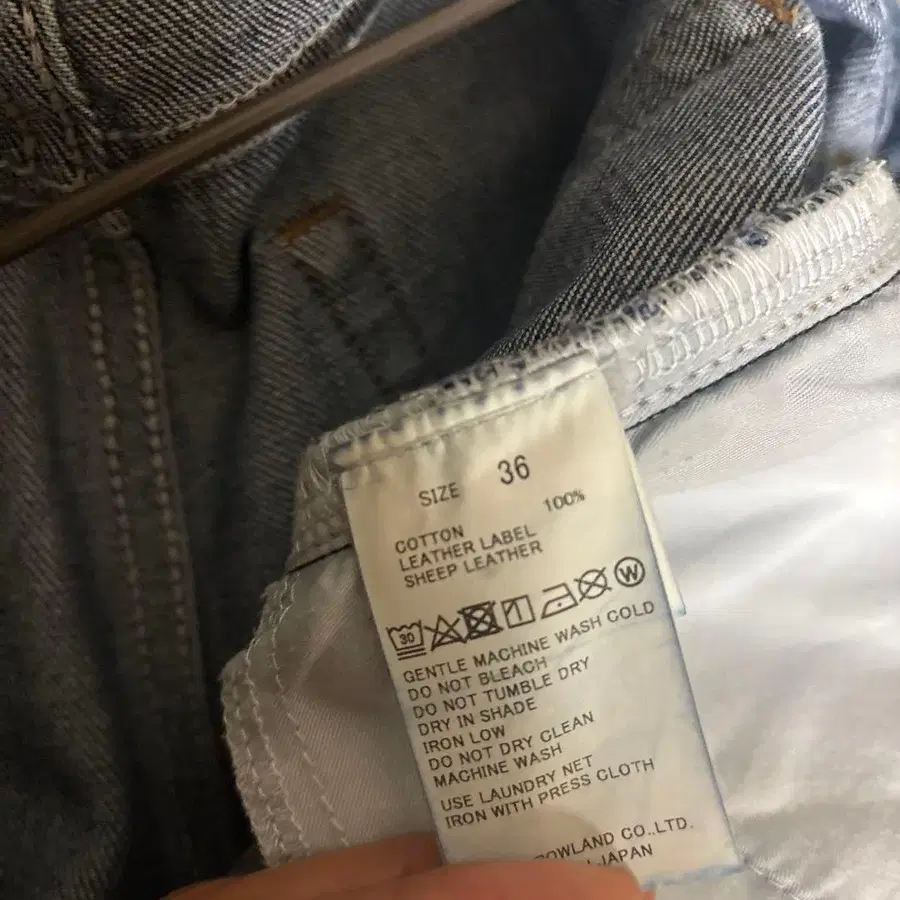 SIZE 36
COTTON 100%
LEATHER LABEL
SHEEP LEATHER
30 W
GENTLE MACHINE WASH COLD
DO NOT BLEACH
DO NOT TUMBLE DRY
DRY IN SHADE
IRON LOW
DO NOT DRY CLEAN
MACHINE WASH
USE LAUNDRY NET
IRON WITH PRESS CLOTH
OWLAND CO.,LTD.
JAPAN